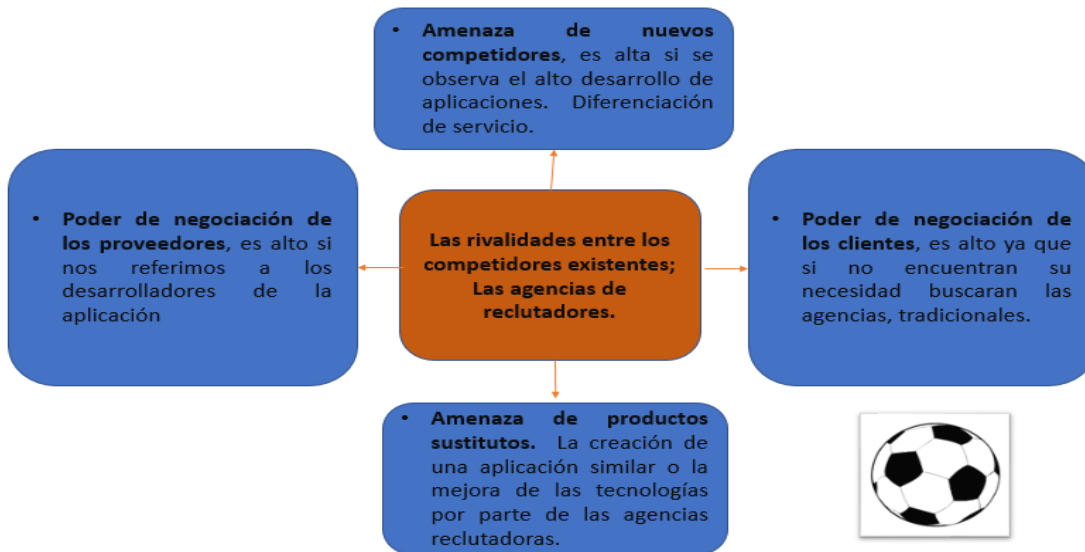 • Amenaza de nuevos
competidores, es alta si se
observa el alto desarrollo de
aplicaciones. Diferenciación
de servicio.
• Poder de negociación de
los proveedores, es alto si
nos referimos a los
desarrolladores de la
aplicación
Las rivalidades entre los
competidores existentes;
Las agencias de
reclutadores.
• Poder de negociación de
los clientes, es alto ya que
si no encuentran su
necesidad buscaran las
agencias, tradicionales.
• Amenaza de productos
sustitutos. La creación de
una aplicación similar o la
mejora de las tecnologías
por parte de las agencias
reclutadoras.